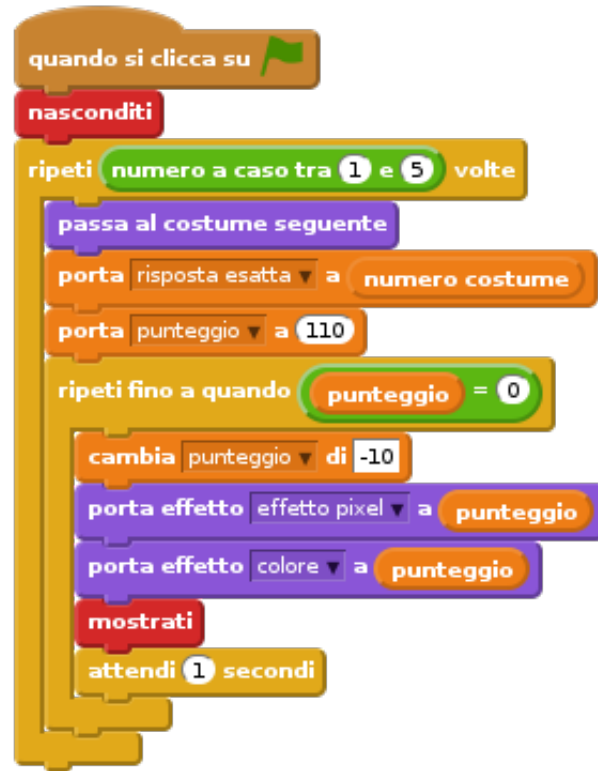 quando si clicca su
nasconditi
ripeti numero a caso tra 1 e 5 volte
passa al costume seguente
porta risposta esatta a numero costume
porta punteggio a 110
ripeti fino a quando punteggio = 0
cambia punteggio di -10
porta effetto effetto pixel a punteggio
porta effetto colore a punteggio
mostrati
attendi 1 secondi